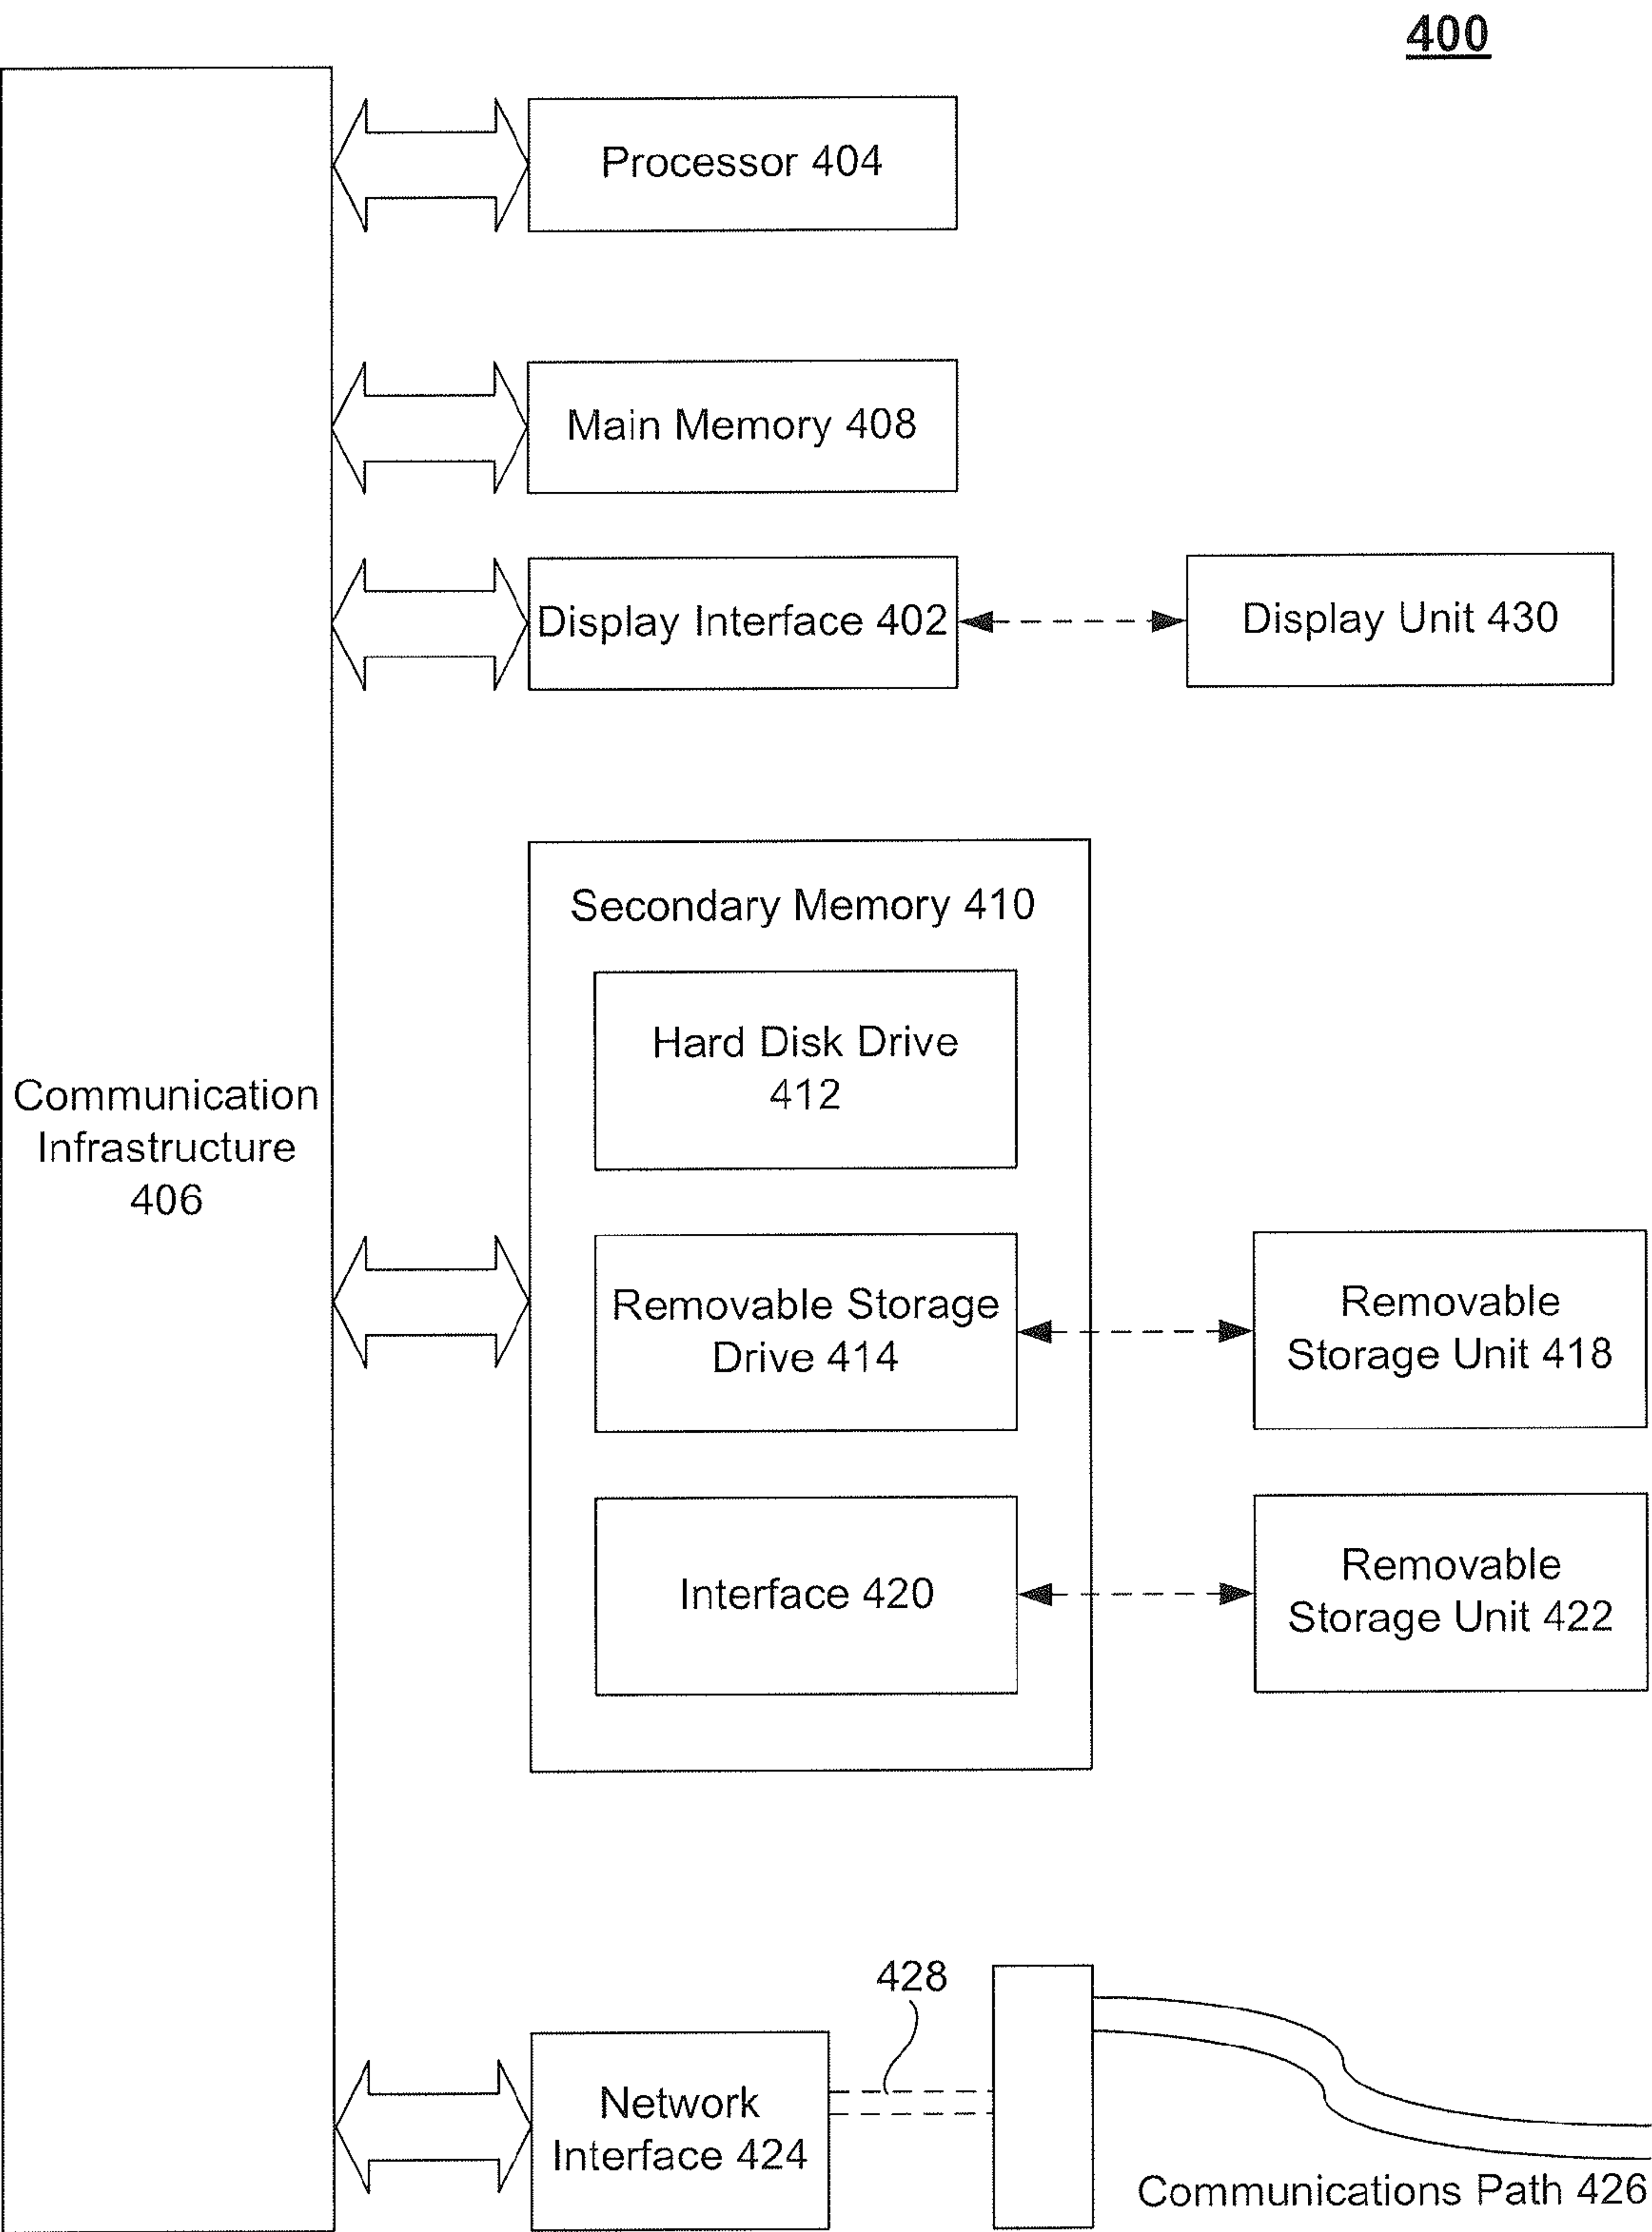 400
Processor 404
Main Memory 408
Display Interface 402
Display Unit 430
Secondary Memory 410
Hard Disk Drive
412
Communication
Infrastructure
406
Removable Storage
Drive 414
Removable
Storage Unit 418
Interface 420
Removable
Storage Unit 422
428
Network
Interface 424
Communications Path 426